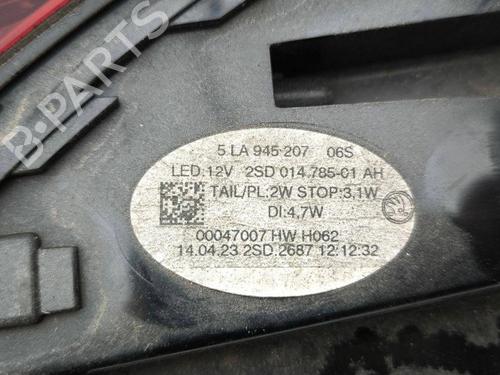 B-PARTS
5 LA 945 207 06S
LED 12V 2SD 014.785-01 AH
TAIL/PL:2W STOP:3,1W
DI:4,7W
00047007 HW H062
14.04.23 2SD.2687 12:12:32